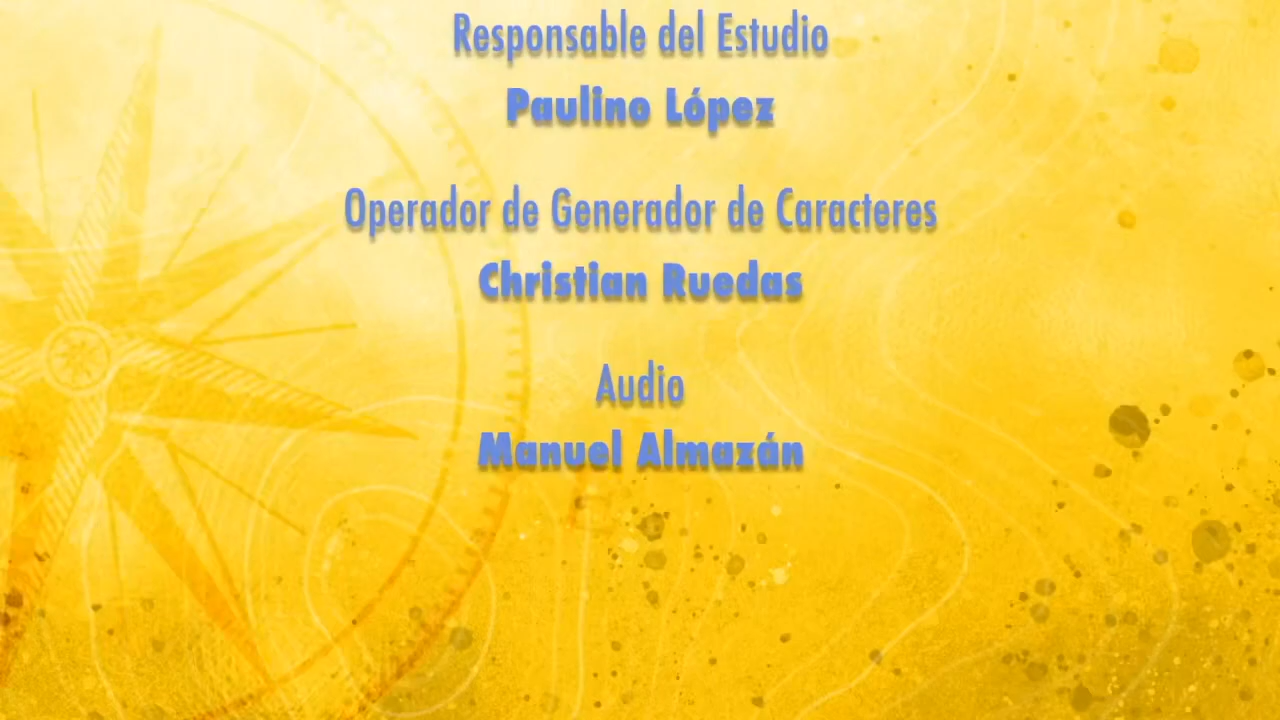 Responsable del Estudio
Paulino López
Operador de Generador de Caracteres
Christian Ruedas
Audio
Manuel Almazán